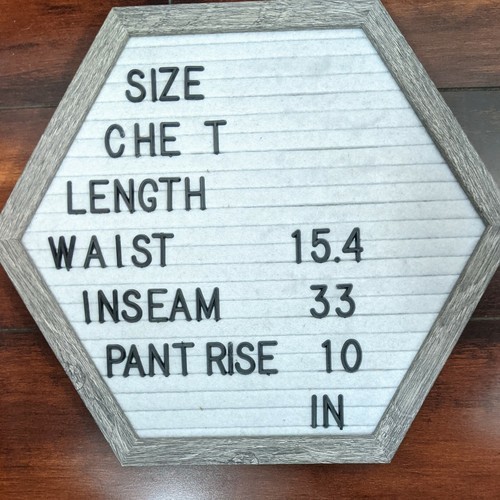 SIZE
CHE T
LENGTH
WAIST 15.4
INSEAM 33
PANT RISE 10
IN